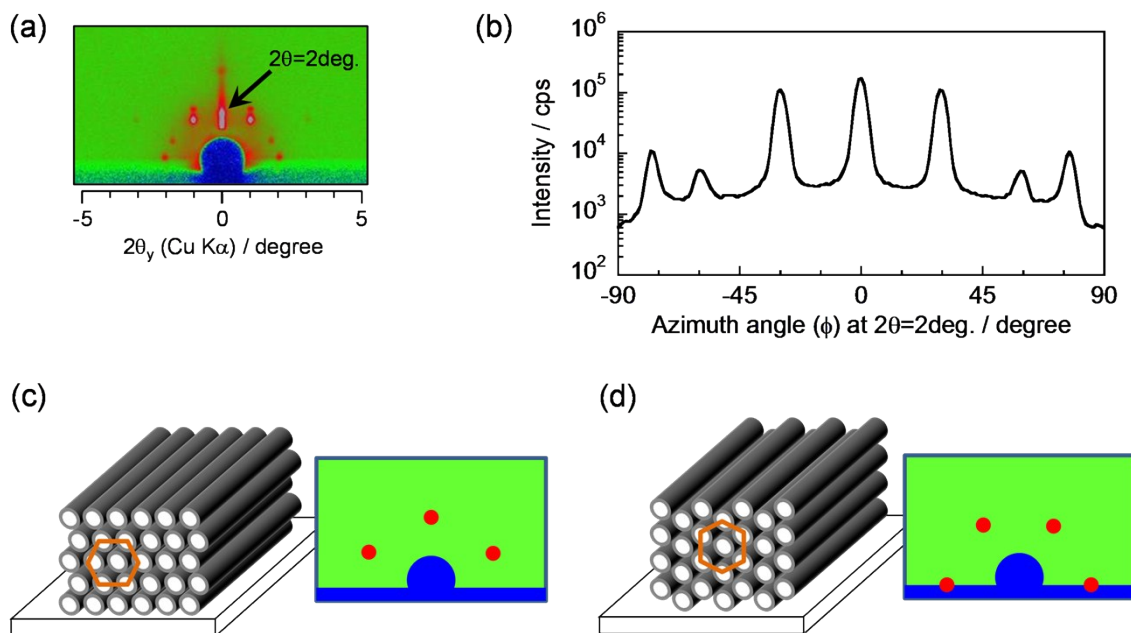 (a)
2θ=2deg.
-5 0 5
2θy (Cu Kα) / degree
(b)
Intensity / cps
10⁶
10⁵
10⁴
10³
10²
-90 -45 0 45 90
Azimuth angle (ϕ) at 2θ=2deg. / degree
(c)
(d)